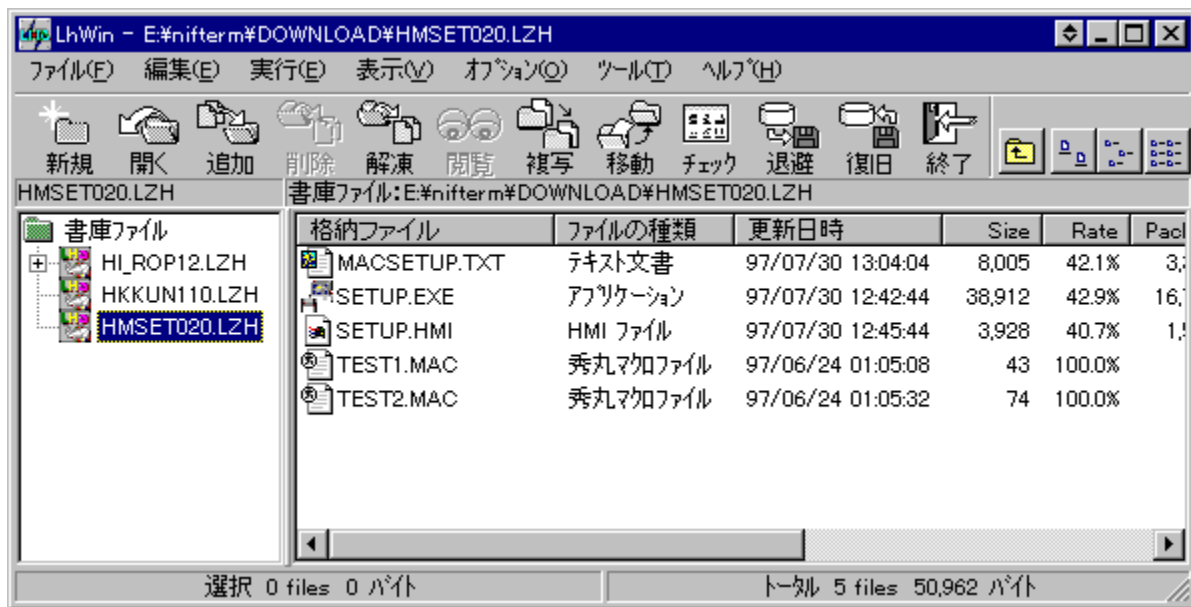 LhWin - E:¥nifterm¥DOWNLOAD¥HMSET020.LZH
ﾌｧｲﾙ(F) 編集(E) 実行(E) 表示(V) ｵﾌﾟｼｮﾝ(O) ﾂｰﾙ(T) ﾍﾙﾌﾟ(H)
新規 開く 追加 削除 解凍 閲覧 複写 移動 ﾁｪｯｸ 退避 復旧 終了
HMSET020.LZH 書庫ﾌｧｲﾙ:E:¥nifterm¥DOWNLOAD¥HMSET020.LZH
書庫ﾌｧｲﾙ
HI_ROP12.LZH
HKKUN110.LZH
HMSET020.LZH
格納ファイル ﾌｧｲﾙの種類 更新日時 Size Rate Pac
MACSETUP.TXT ﾃｷｽﾄ文書 97/07/30 13:04:04 8,005 42.1% 3,
SETUP.EXE ｱﾌﾟﾘｹｰｼｮﾝ 97/07/30 12:42:44 38,912 42.9% 16,
SETUP.HMI HMI ﾌｧｲﾙ 97/07/30 12:45:44 3,928 40.7% 1,
TEST1.MAC 秀丸ﾏｸﾛﾌｧｲﾙ 97/06/24 01:05:08 43 100.0%
TEST2.MAC 秀丸ﾏｸﾛﾌｧｲﾙ 97/06/24 01:05:32 74 100.0%
選択 0 files 0 ﾊﾞｲﾄ ﾄｰﾀﾙ 5 files 50,962 ﾊﾞｲﾄ